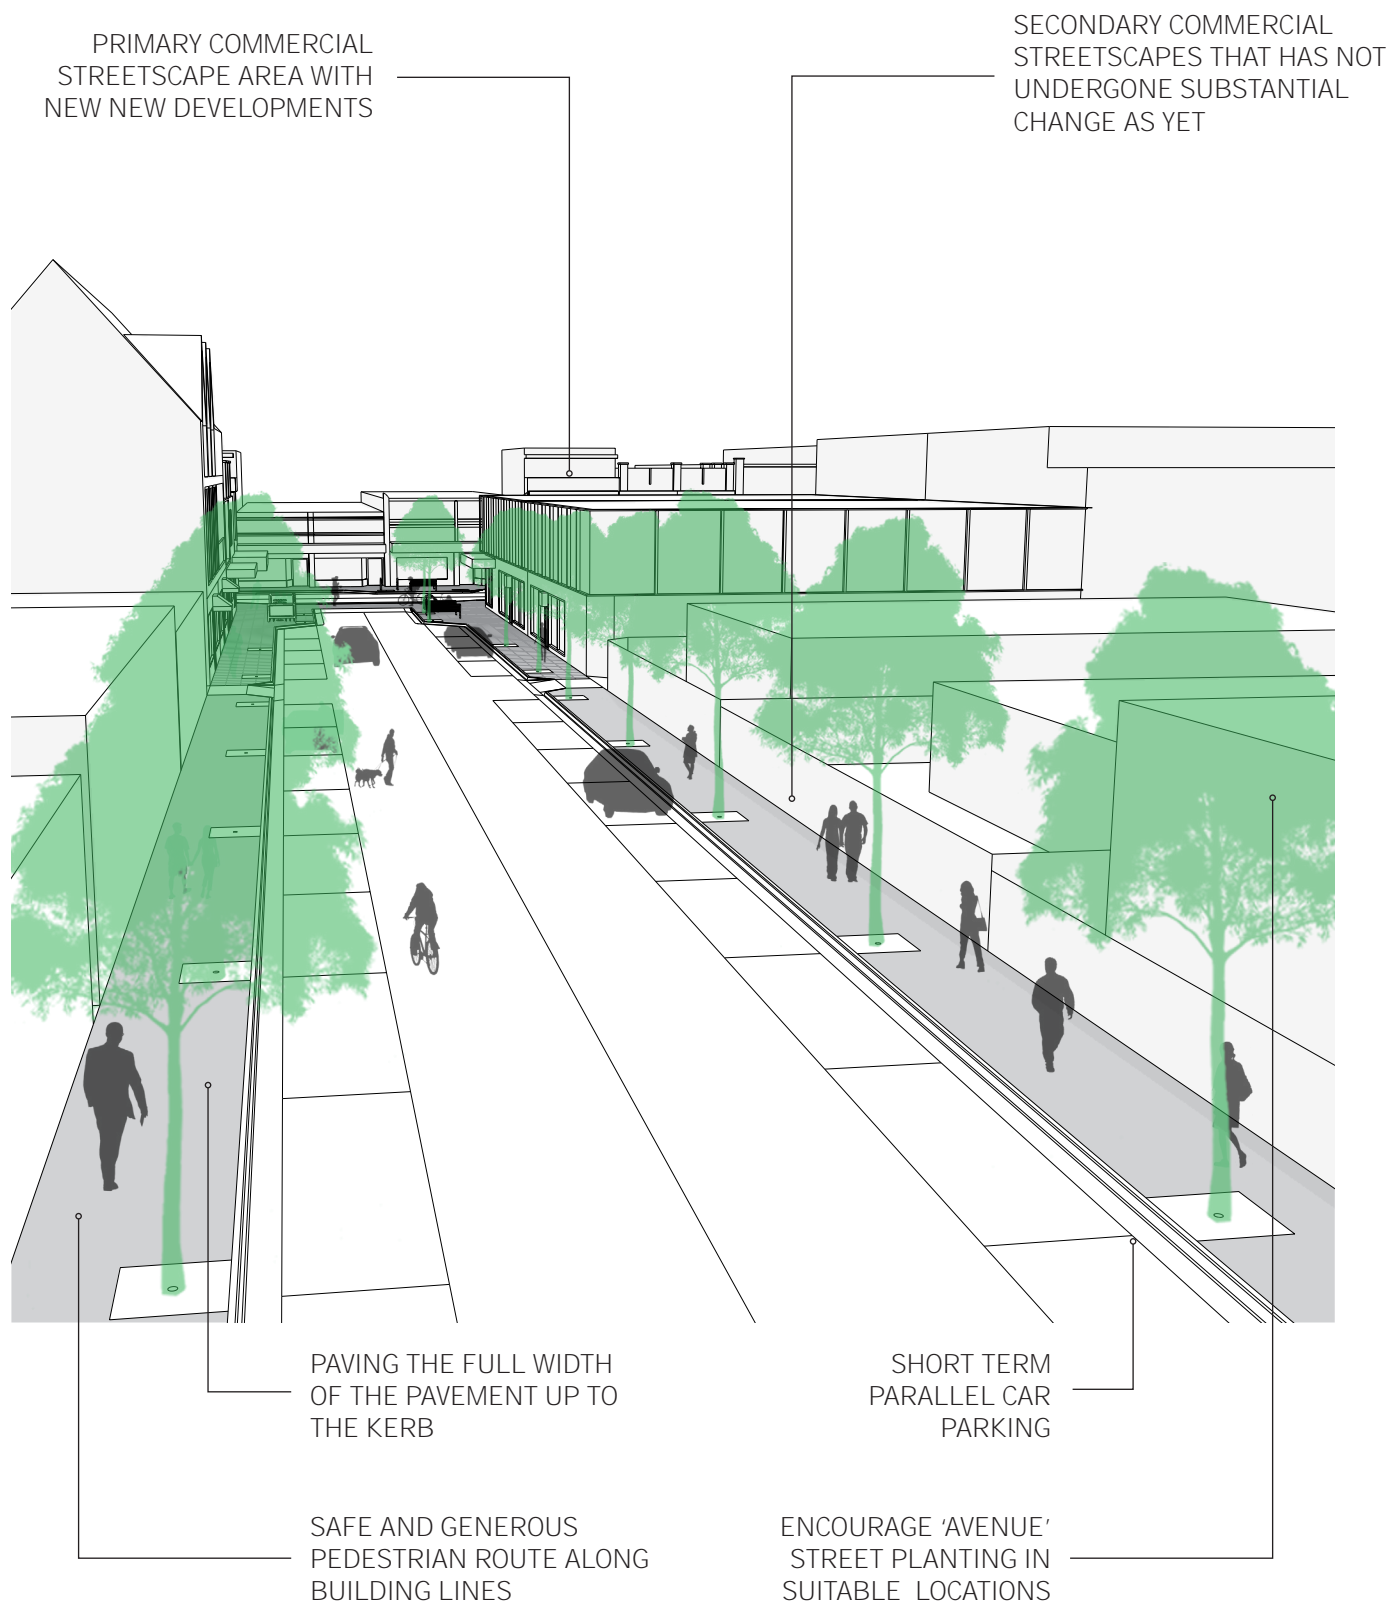 PRIMARY COMMERCIAL
STREETSCAPE AREA WITH
NEW NEW DEVELOPMENTS
SECONDARY COMMERCIAL
STREETSCAPES THAT HAS NOT
UNDERGONE SUBSTANTIAL
CHANGE AS YET
PAVING THE FULL WIDTH
OF THE PAVEMENT UP TO
THE KERB
SHORT TERM
PARALLEL CAR
PARKING
SAFE AND GENEROUS
PEDESTRIAN ROUTE ALONG
BUILDING LINES
ENCOURAGE ‘AVENUE’
STREET PLANTING IN
SUITABLE LOCATIONS